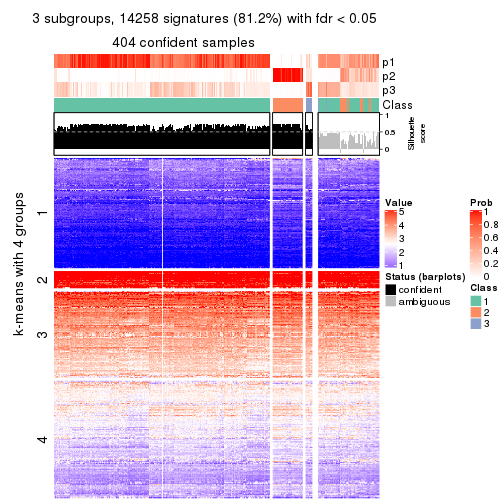 3 subgroups, 14258 signatures (81.2%) with fdr < 0.05
404 confident samples
p1
p2
p3
Class
1
0.5
0
Silhouette
score
k-means with 4 groups
1
2
3
4
Value
5
4
3
2
1
Prob
1
0.8
0.6
0.4
0.2
0
Status (barplots)
confident
ambiguous
Class
1
2
3